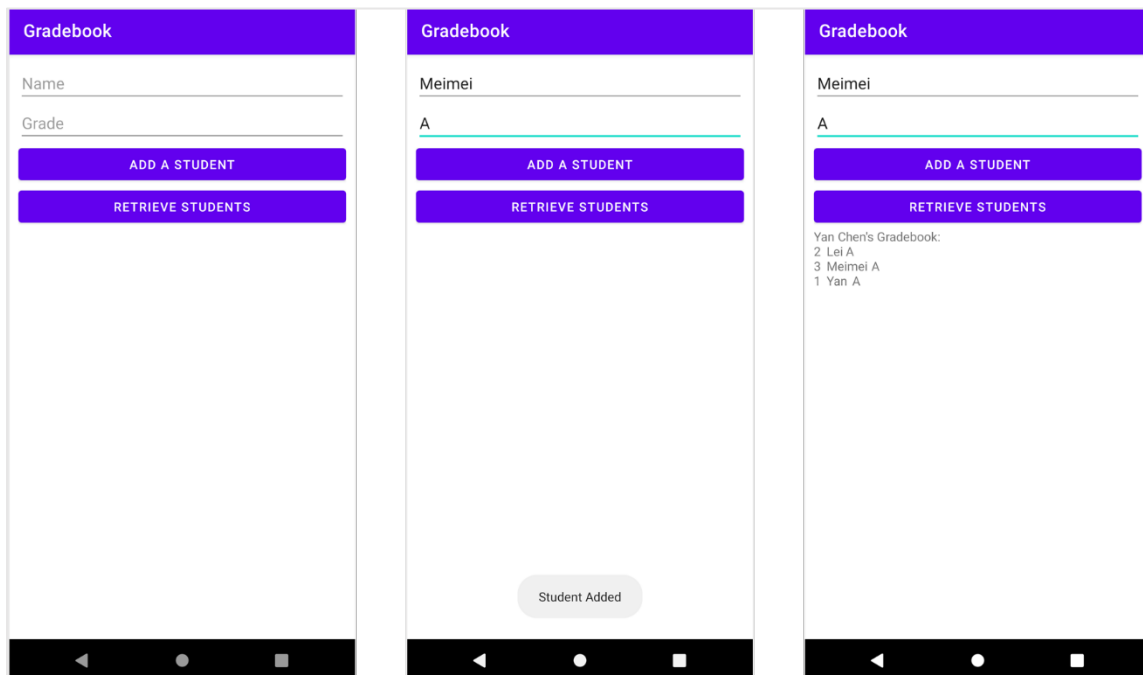 Gradebook
Name
Grade
ADD A STUDENT
RETRIEVE STUDENTS
Gradebook
Meimei
A
ADD A STUDENT
RETRIEVE STUDENTS
Student Added
Gradebook
Meimei
A
ADD A STUDENT
RETRIEVE STUDENTS
Yan Chen's Gradebook:
2 Lei A
3 Meimei A
1 Yan A